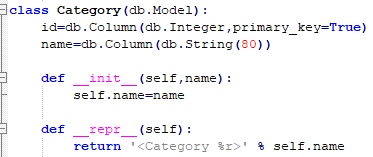 class Category(db.Model):
    id=db.Column(db.Integer,primary_key=True)
    name=db.Column(db.String(80))

    def __init__(self,name):
        self.name=name

    def __repr__(self):
        return '<Category %r>' % self.name